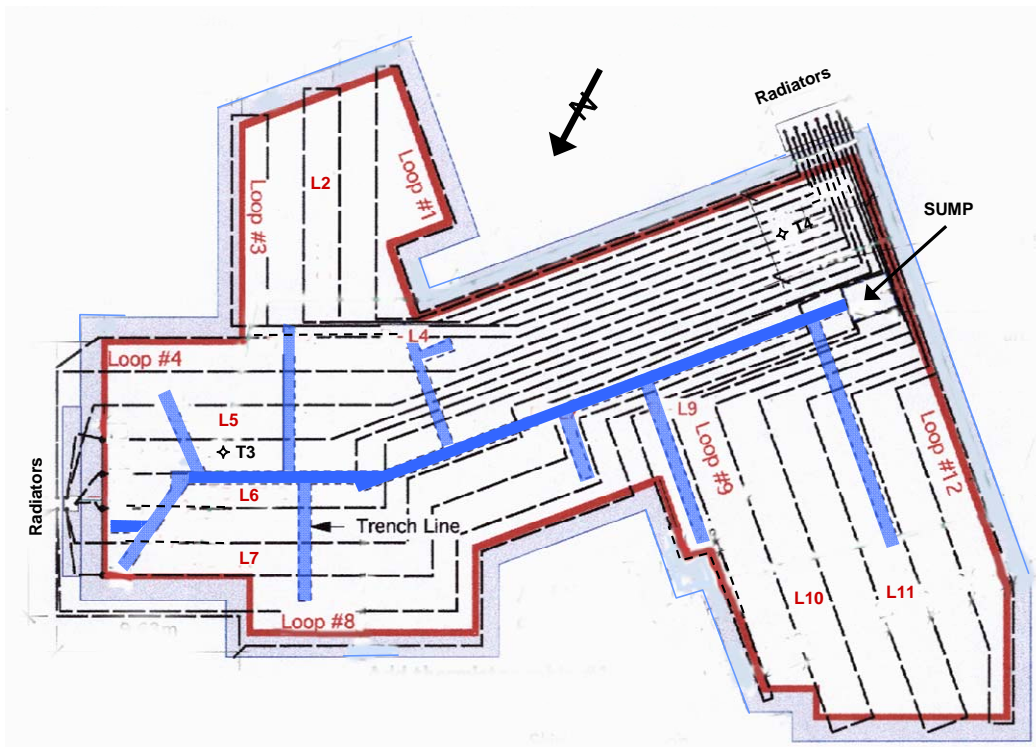 Radiators
N
L2
Loop #1
Loop #3
T4
SUMP
L4
Loop #4
L5
L9
T3
Loop #9
Loop #12
Radiators
L6
Trench Line
L7
L10
L11
Loop #8